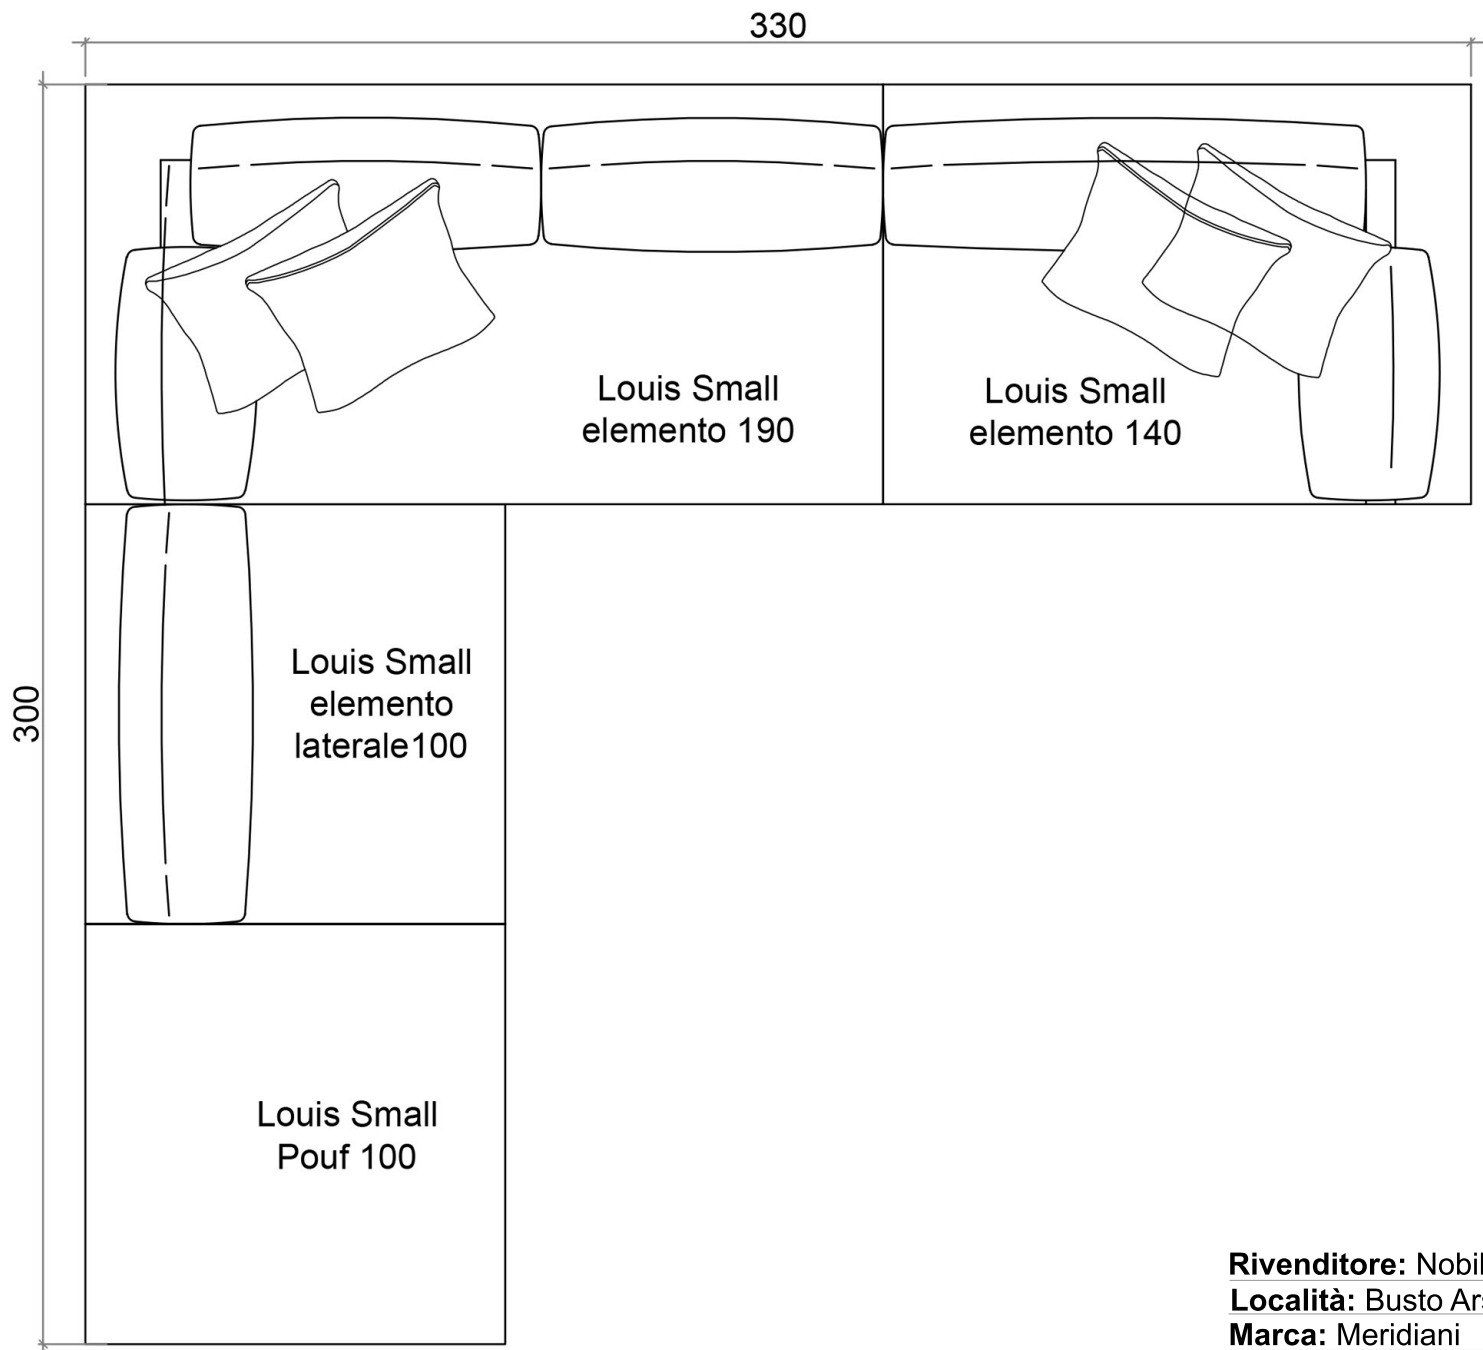 330
300
Louis Small
elemento 190
Louis Small
elemento 140
Louis Small
elemento
laterale100
Louis Small
Pouf 100
Rivenditore:
Località: Busto
Marca: Meridiani